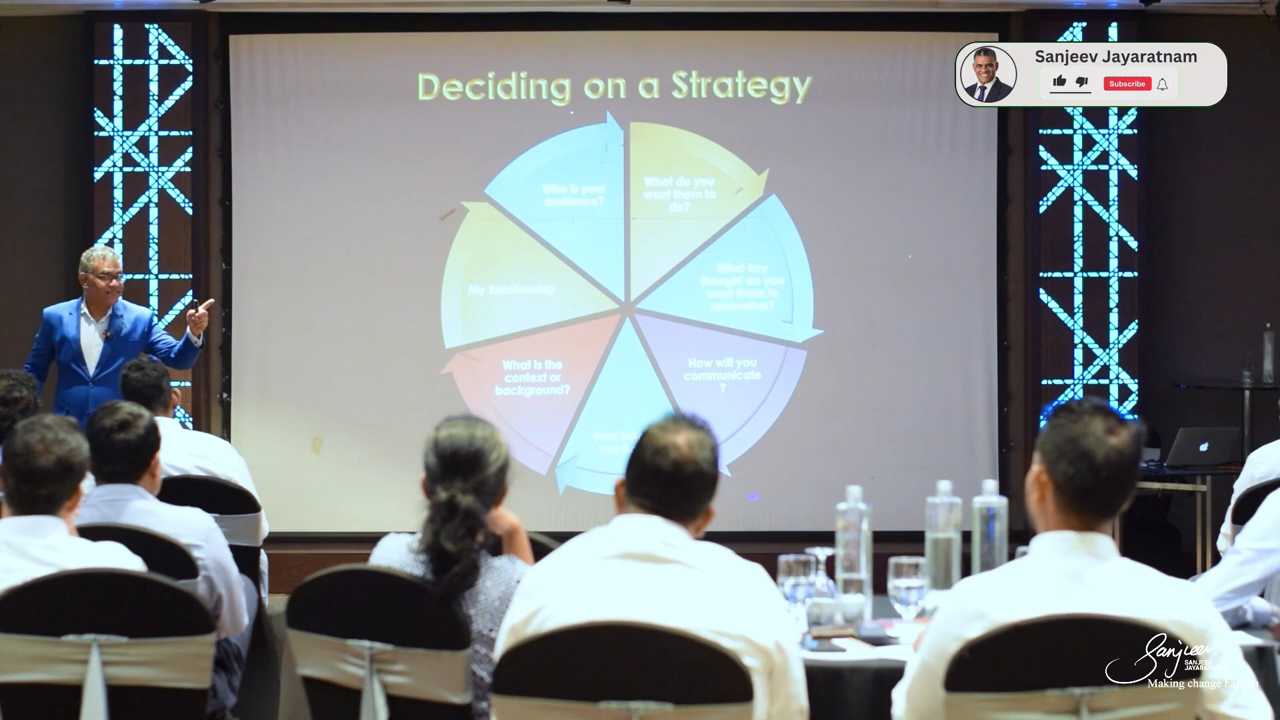 Deciding on a Strategy
Sanjeev Jayaratnam
Subscribe
Who is your
audience?
What do you
want them to
do?
My Relationship
What key
thought do you
want them to
remember?
What is the
context or
background?
How will you
communicate
?
Sanjeev
SANJEEV
JAYARATNAM
Making change